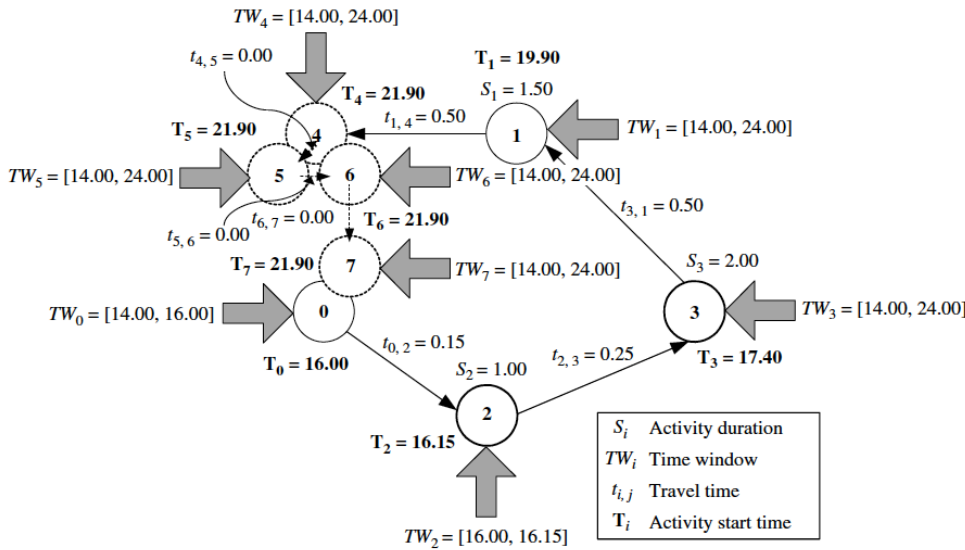 TW4 = [14.00, 24.00]
t4, 5 = 0.00
T1 = 19.90
S1 = 1.50
T4 = 21.90
t1, 4 = 0.50
T5 = 21.90
4
1
TW1 = [14.00, 24.00]
TW5 = [14.00, 24.00]
5
6
TW6 = [14.00, 24.00]
t6, 7 = 0.00
t5, 6 = 0.00
T6 = 21.90
t3, 1 = 0.50
T7 = 21.90
7
TW7 = [14.00, 24.00]
S3 = 2.00
TW0 = [14.00, 16.00]
0
3
TW3 = [14.00, 24.00]
T0 = 16.00
t0, 2 = 0.15
t2, 3 = 0.25
T3 = 17.40
S2 = 1.00
2
T2 = 16.15
TW2 = [16.00, 16.15]
Si Activity duration
TWi Time window
ti, j Travel time
Ti Activity start time